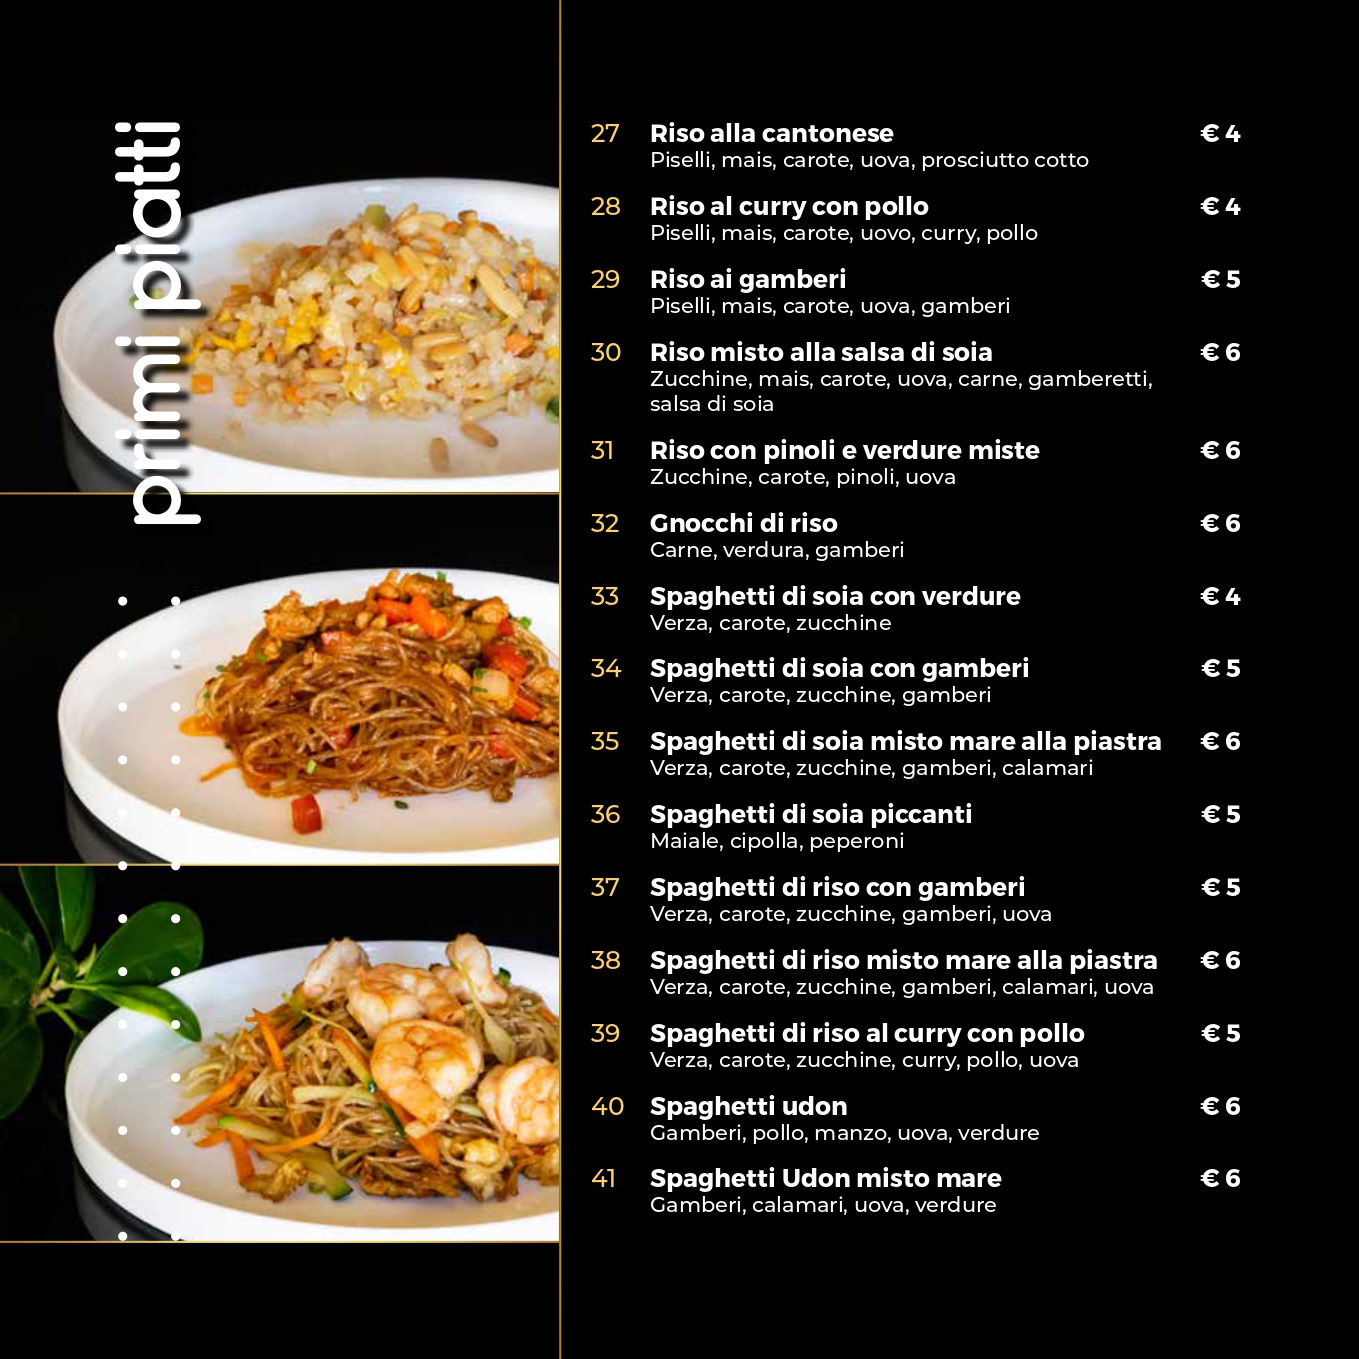 primi piatti
27 Riso alla cantonese € 4
Piselli, mais, carote, uova, prosciutto cotto
28 Riso al curry con pollo € 4
Piselli, mais, carote, uovo, curry, pollo
29 Riso ai gamberi € 5
Piselli, mais, carote, uova, gamberi
30 Riso misto alla salsa di soia € 6
Zucchine, mais, carote, uova, carne, gamberetti,
salsa di soia
31 Riso con pinoli e verdure miste € 6
Zucchine, carote, pinoli, uova
32 Gnocchi di riso € 6
Carne, verdura, gamberi
33 Spaghetti di soia con verdure € 4
Verza, carote, zucchine
34 Spaghetti di soia con gamberi € 5
Verza, carote, zucchine, gamberi
35 Spaghetti di soia misto mare alla piastra € 6
Verza, carote, zucchine, gamberi, calamari
36 Spaghetti di soia piccanti € 5
Maiale, cipolla, peperoni
37 Spaghetti di riso con gamberi € 5
Verza, carote, zucchine, gamberi, uova
38 Spaghetti di riso misto mare alla piastra € 6
Verza, carote, zucchine, gamberi, calamari, uova
39 Spaghetti di riso al curry con pollo € 5
Verza, carote, zucchine, curry, pollo, uova
40 Spaghetti udon € 6
Gamberi, pollo, manzo, uova, verdure
41 Spaghetti Udon misto mare € 6
Gamberi, calamari, uova, verdure